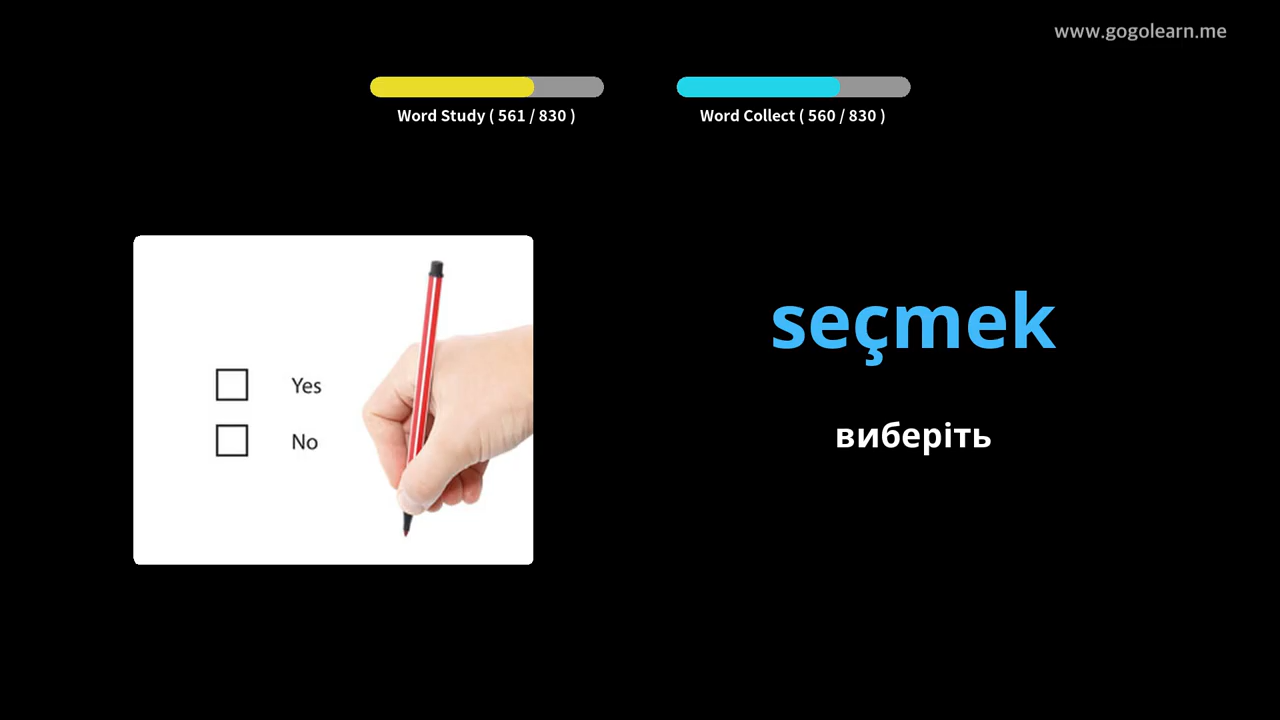 www.gogolearn.me
Word Study ( 561 / 830 )
Word Collect ( 560 / 830 )
Yes
No
seçmek
виберіть